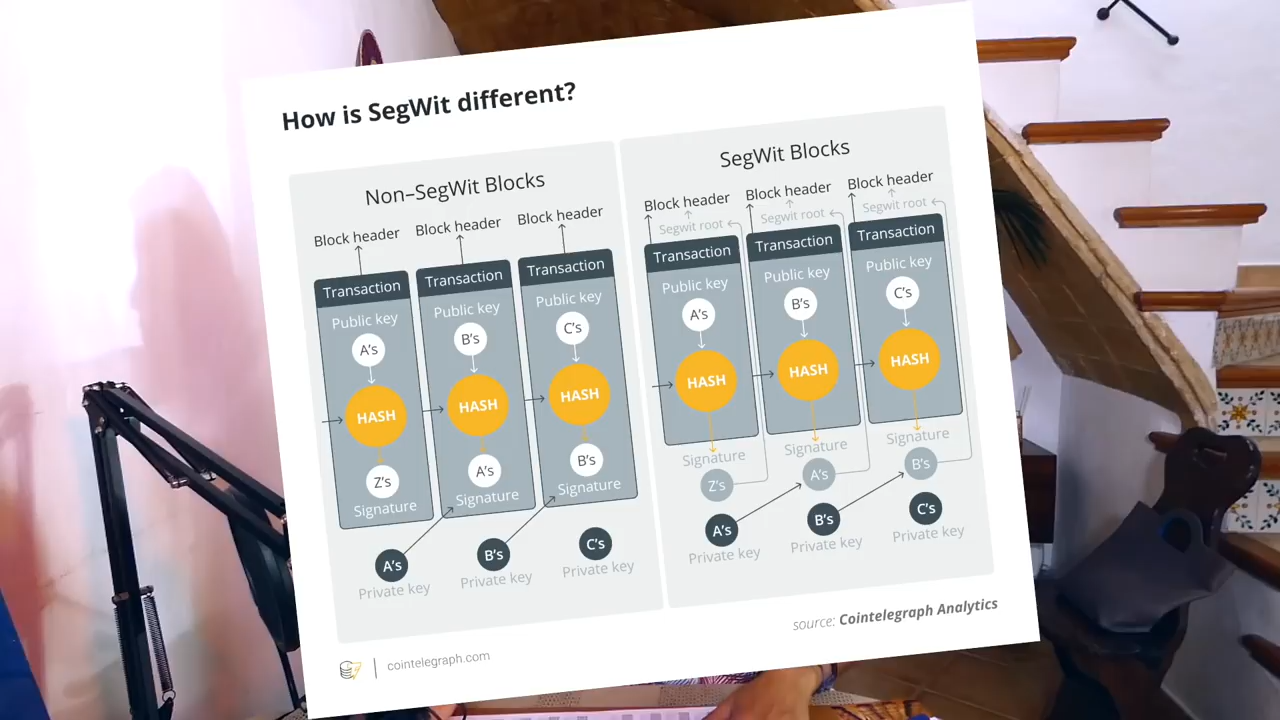 How is SegWit different?
Non–SegWit Blocks
Block header Block header Block header
Transaction Transaction Transaction
Public key Public key Public key
A's B's C's
HASH HASH HASH
Z's A's B's
Signature Signature Signature
A's B's C's
Private key Private key Private key
SegWit Blocks
Block header Block header Block header
Segwit root Segwit root Segwit root
Transaction Transaction Transaction
Public key Public key Public key
A's B's C's
HASH HASH HASH
Signature Signature Signature
Z's A's B's
A's B's C's
Private key Private key Private key
source: Cointelegraph Analytics
cointelegraph.com